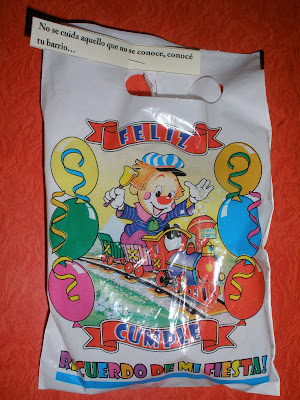 No se cuida aquello que no se conoce, conocé
tu barrio...
FELIZ
CUMPLE
RECUERDO DE MI FIESTA!